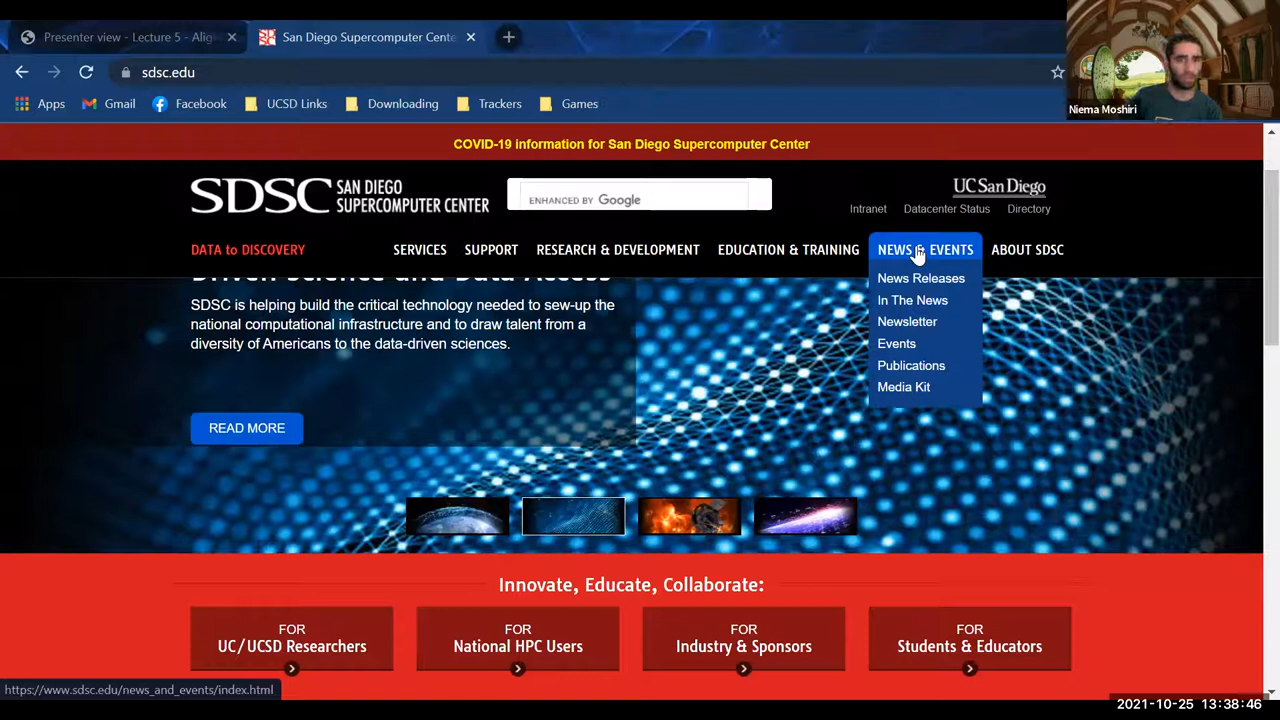 Presenter view - Lecture 5 - Alig
San Diego Supercomputer Cente
sdsc.edu
Apps
Gmail
Facebook
UCSD Links
Downloading
Trackers
Games
Niema Moshiri
COVID-19 information for San Diego Supercomputer Center
SDSC SAN DIEGO
SUPERCOMPUTER CENTER
ENHANCED BY Google
UC San Diego
Intranet
Datacenter Status
Directory
DATA to DISCOVERY
SERVICES
SUPPORT
RESEARCH & DEVELOPMENT
EDUCATION & TRAINING
NEWS & EVENTS
ABOUT SDSC
News Releases
In The News
Newsletter
Events
Publications
Media Kit
Driven Science and Data Access
SDSC is helping build the critical technology needed to sew-up the
national computational infrastructure and to draw talent from a
diversity of Americans to the data-driven sciences.
READ MORE
Innovate, Educate, Collaborate:
FOR
UC/UCSD Researchers
FOR
National HPC Users
FOR
Industry & Sponsors
FOR
Students & Educators
https://www.sdsc.edu/news_and_events/index.html
2021-10-25 13:38:46